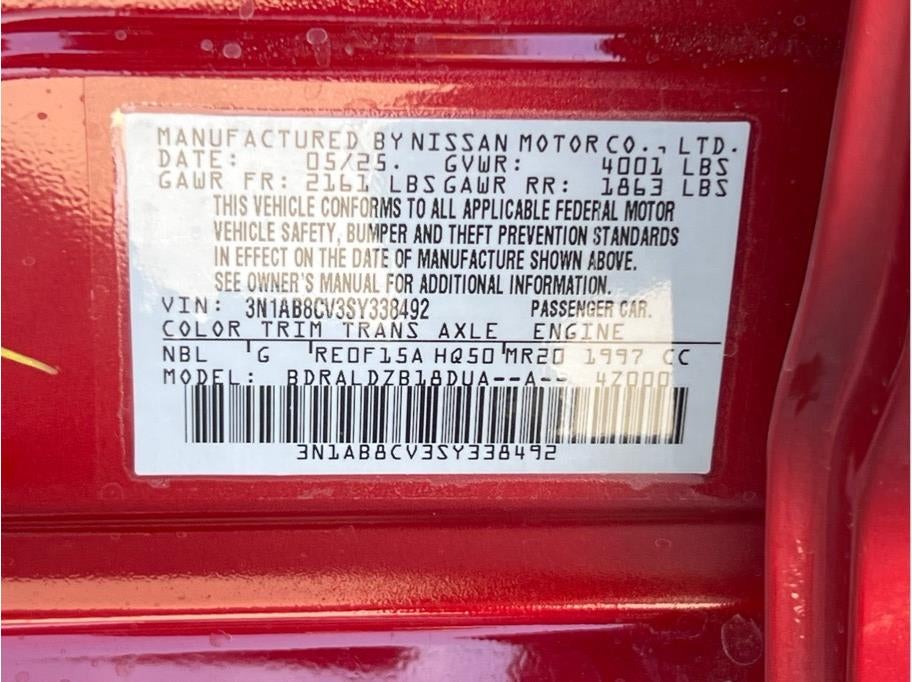 MANUFACTURED BY NISSAN MOTOR CO., LTD.
DATE: 05/25. GVWR: 4001 LBS
GAWR FR: 2161 LBS GAWR RR: 1863 LBS
THIS VEHICLE CONFORMS TO ALL APPLICABLE FEDERAL MOTOR
VEHICLE SAFETY, BUMPER AND THEFT PREVENTION STANDARDS
IN EFFECT ON THE DATE OF MANUFACTURE SHOWN ABOVE.
SEE OWNER'S MANUAL FOR ADDITIONAL INFORMATION.
VIN: 3N1AB8CV3SY338492 PASSENGER CAR.
COLOR TRIM TRANS AXLE ENGINE
NBL G RE0F15A HQ50 MR20 1997 CC
MODEL: BDRALDZB18DUA--A-- 4Z000
3N1AB8CV3SY338492